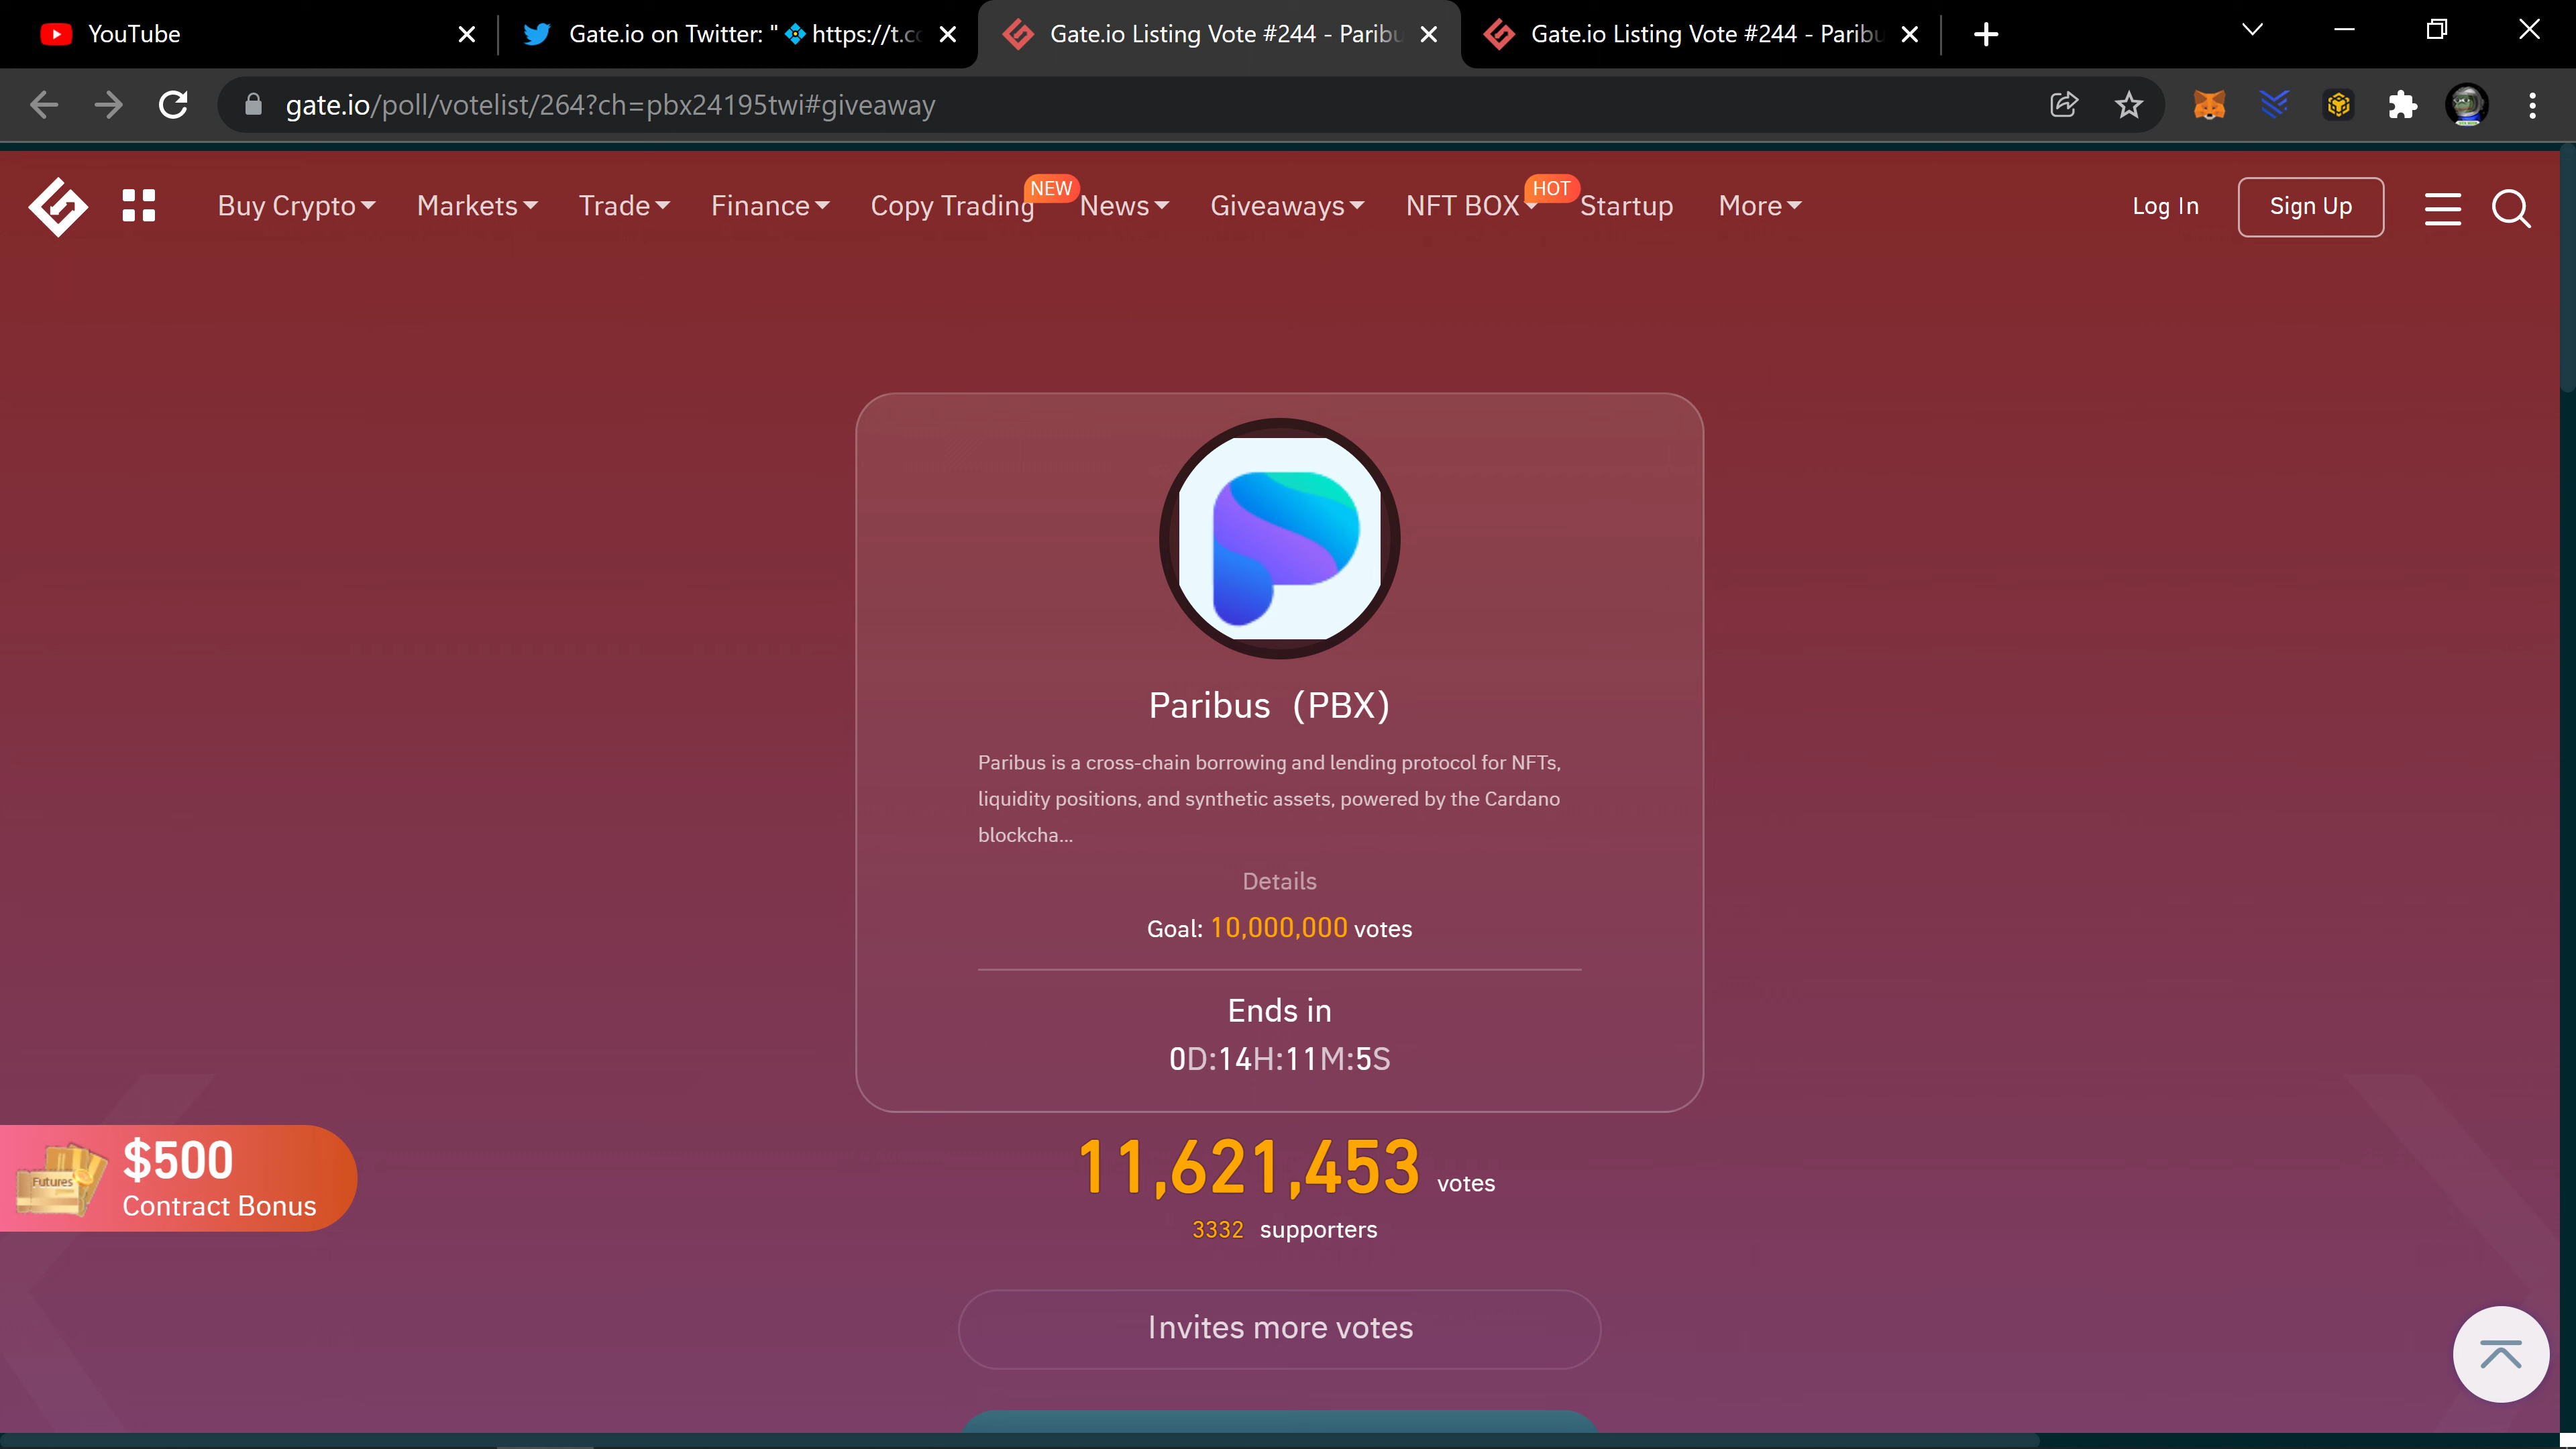 YouTube
Gate.io on Twitter: "💠https://t.co
Gate.io Listing Vote #244 - Paribu
Gate.io Listing Vote #244 - Paribu
gate.io/poll/votelist/264?ch=pbx24195twi#giveaway
Buy Crypto
Markets
Trade
Finance
Copy Trading
NEW
News
Giveaways
NFT BOX
HOT
Startup
More
Log In
Sign Up
Paribus（PBX）
Paribus is a cross-chain borrowing and lending protocol for NFTs,
liquidity positions, and synthetic assets, powered by the Cardano
blockcha...
Details
Goal: 10,000,000 votes
Ends in
0D:14H:11M:5S
Futures
$500
Contract Bonus
11,621,453 votes
3332 supporters
Invites more votes